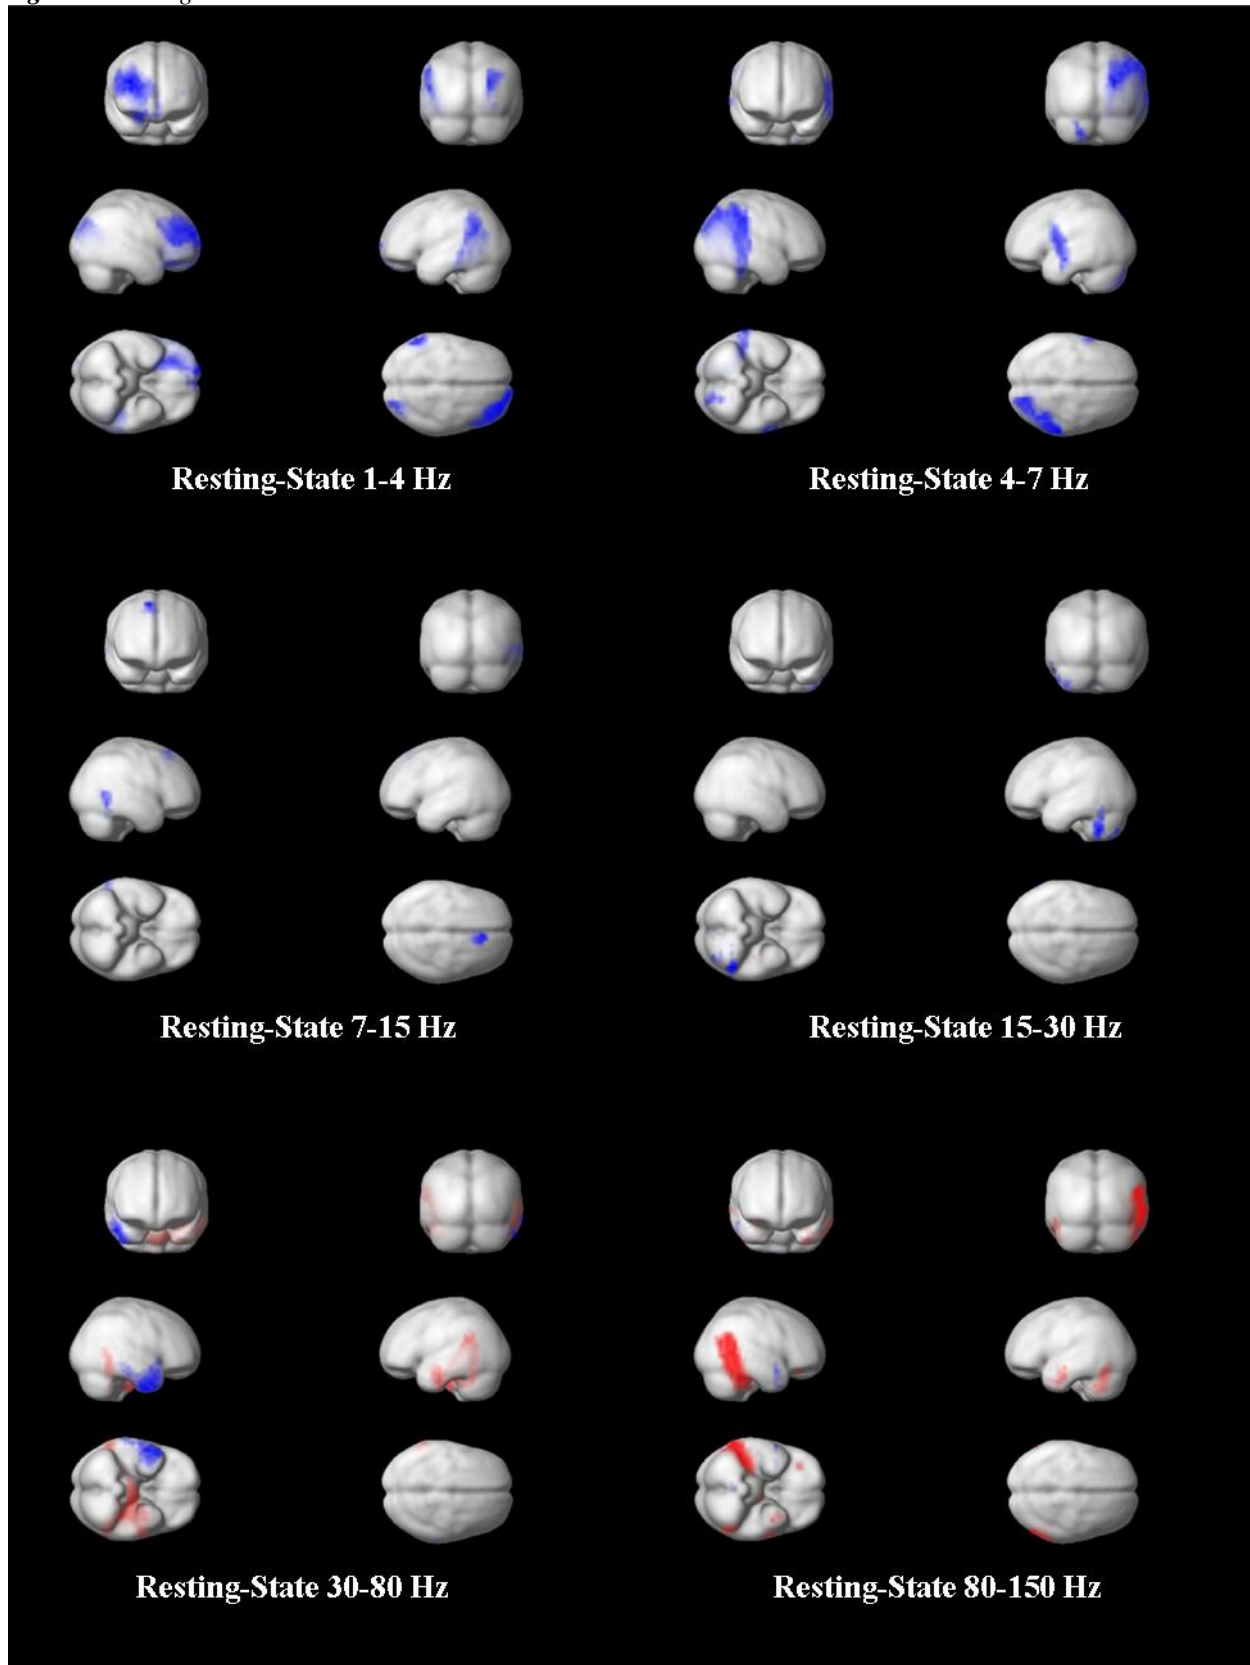 Resting-State 1-4 Hz
Resting-State 4-7 Hz
Resting-State 7-15 Hz
Resting-State 15-30 Hz
Resting-State 30-80 Hz
Resting-State 80-150 Hz